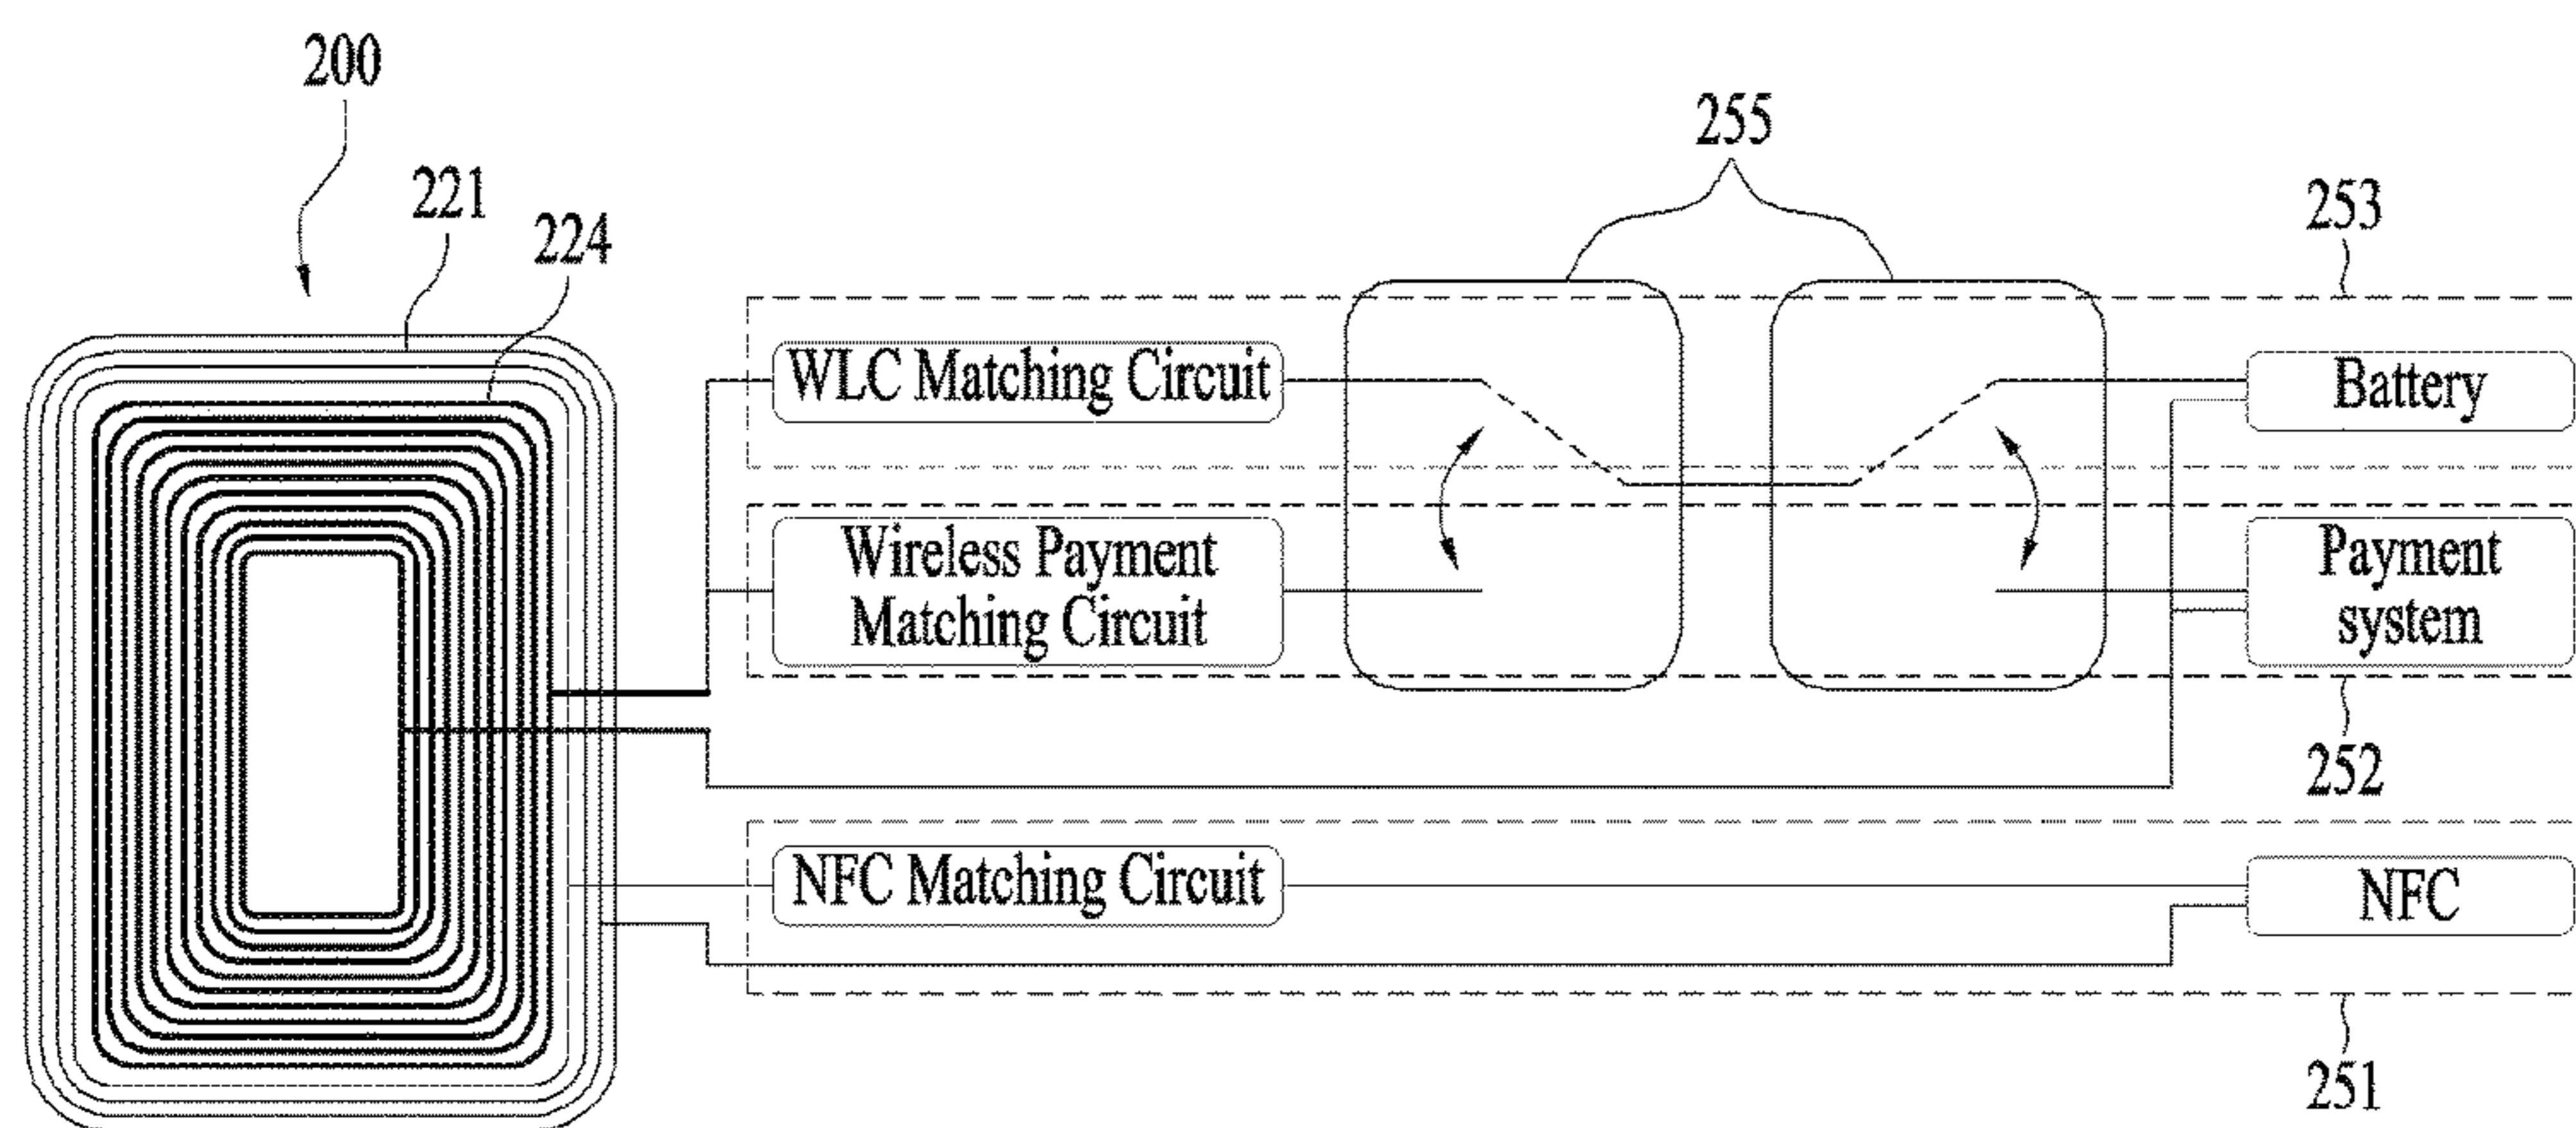 200
255
221
253
224
WLC Matching Circuit
Battery
Wireless Payment
Matching Circuit
Payment
system
252
NFC Matching Circuit
NFC
251